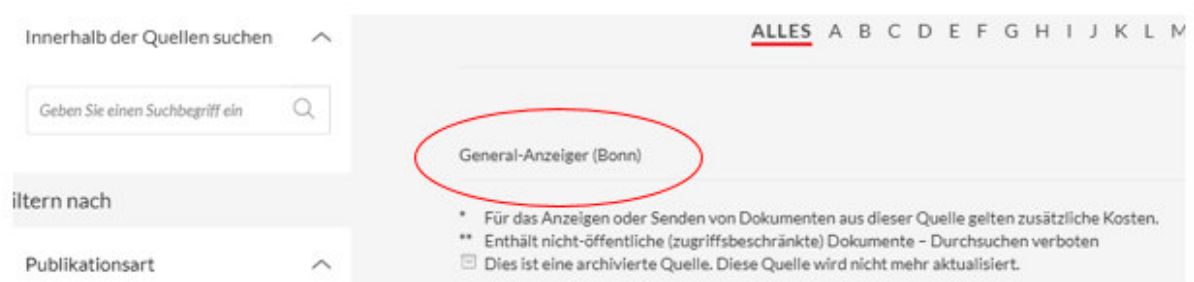 Innerhalb der Quellen suchen
Geben Sie einen Suchbegriff ein
iltern nach
Publikationsart
ALLES A B C D E F G H I J K L M
General-Anzeiger (Bonn)
* Für das Anzeigen oder Senden von Dokumenten aus dieser Quelle gelten zusätzliche Kosten.
** Enthält nicht-öffentliche (zugriffsbeschränkte) Dokumente – Durchsuchen verboten
Dies ist eine archivierte Quelle. Diese Quelle wird nicht mehr aktualisiert.